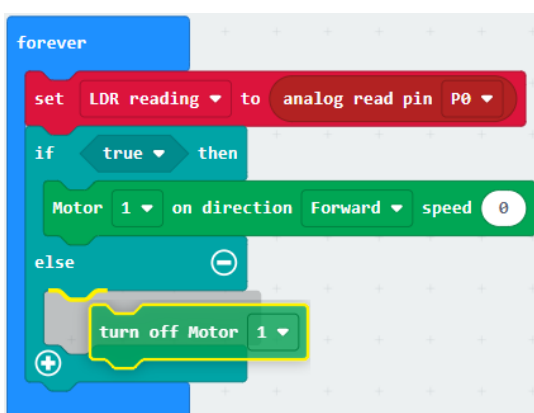 forever
set LDR reading to analog read pin P0
if true then
Motor 1 on direction Forward speed 0
else
turn off Motor 1